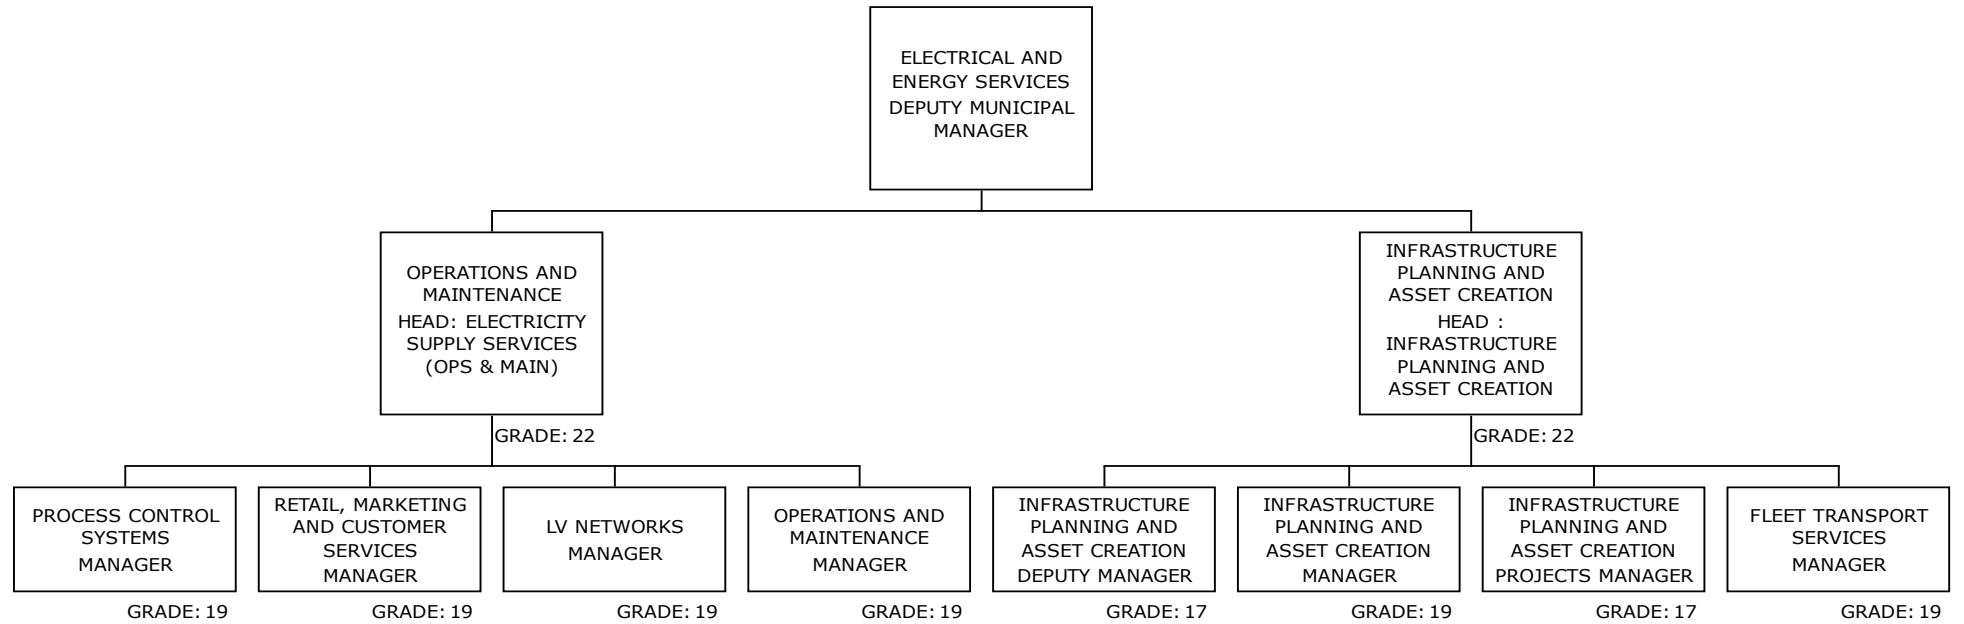 ELECTRICAL AND
ENERGY SERVICES
DEPUTY MUNICIPAL
MANAGER
OPERATIONS AND
MAINTENANCE
HEAD: ELECTRICITY
SUPPLY SERVICES
(OPS & MAIN)
GRADE: 22
INFRASTRUCTURE
PLANNING AND
ASSET CREATION
HEAD :
INFRASTRUCTURE
PLANNING AND
ASSET CREATION
GRADE: 22
PROCESS CONTROL
SYSTEMS
MANAGER
GRADE: 19
RETAIL, MARKETING
AND CUSTOMER
SERVICES
MANAGER
GRADE: 19
LV NETWORKS
MANAGER
GRADE: 19
OPERATIONS AND
MAINTENANCE
MANAGER
GRADE: 19
INFRASTRUCTURE
PLANNING AND
ASSET CREATION
DEPUTY MANAGER
GRADE: 17
INFRASTRUCTURE
PLANNING AND
ASSET CREATION
MANAGER
GRADE: 19
INFRASTRUCTURE
PLANNING AND
ASSET CREATION
PROJECTS MANAGER
GRADE: 17
FLEET TRANSPORT
SERVICES
MANAGER
GRADE: 19